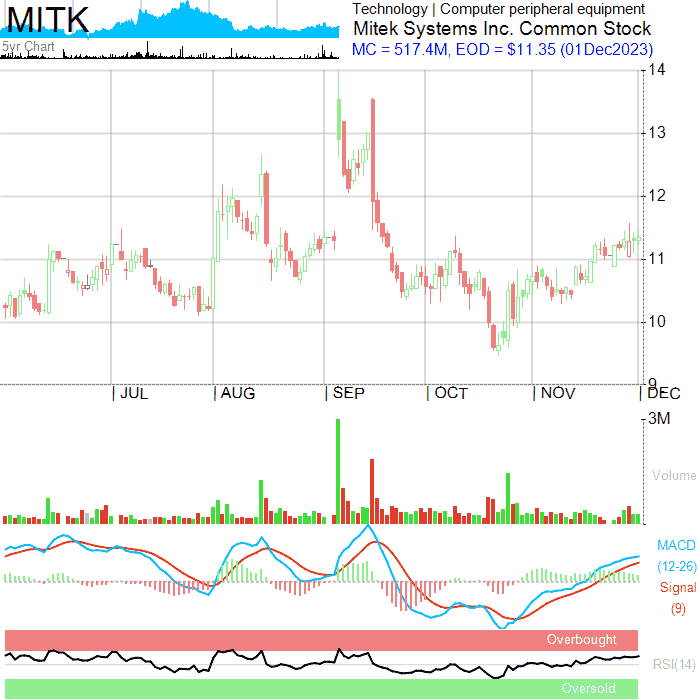 MITK
5yr Chart
Technology | Computer peripheral equipment
Mitek Systems Inc. Common Stock
MC = 517.4M, EOD = $11.35 (01Dec2023)
14
13
12
11
10
9
JUL AUG SEP OCT NOV DEC
3M
Volume
MACD
(12-26)
Signal
(9)
Overbought
RSI(14)
Oversold